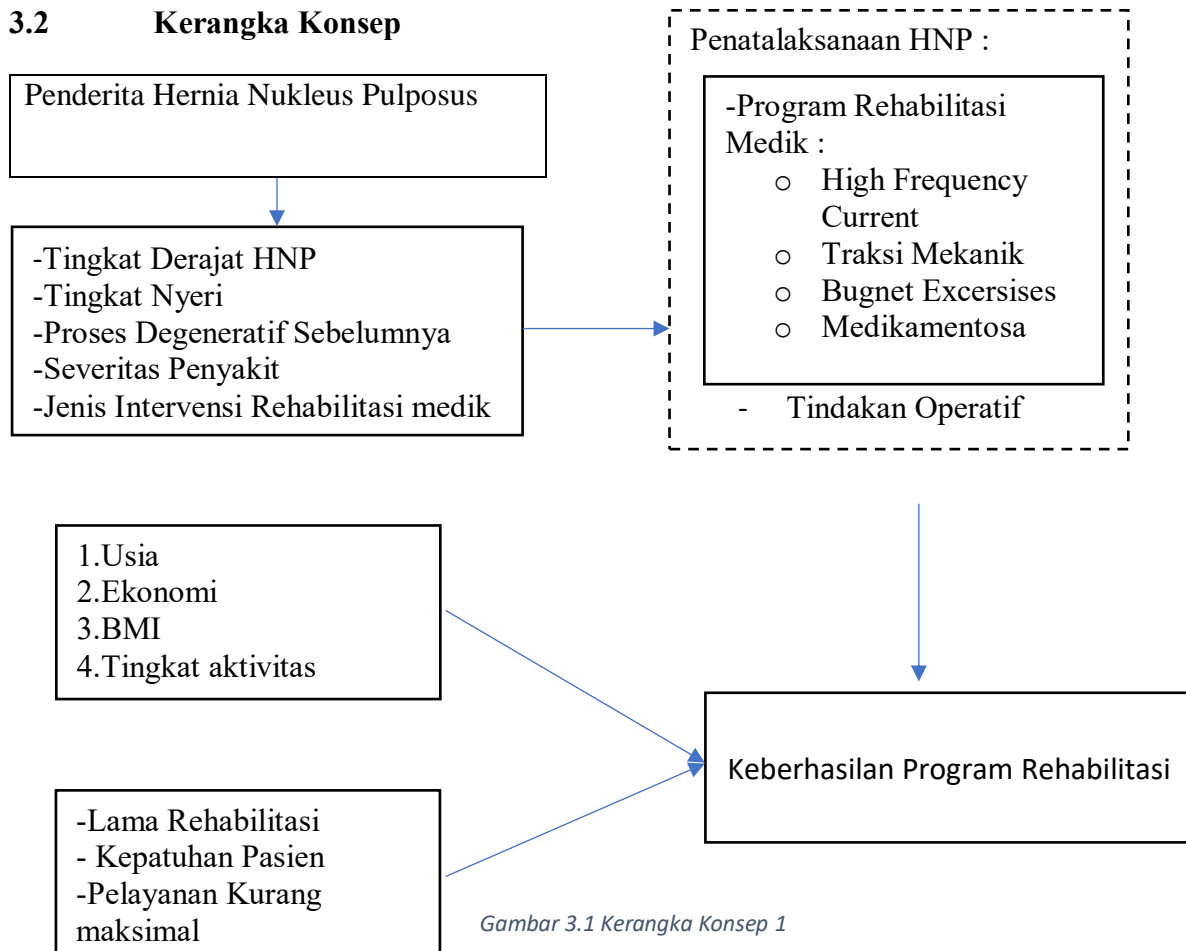 3.2 Kerangka Konsep
Penderita Hernia Nukleus Pulposus
-Tingkat Derajat HNP
-Tingkat Nyeri
-Proses Degeneratif Sebelumnya
-Severitas Penyakit
-Jenis Intervensi Rehabilitasi medik
Penatalaksanaan HNP :
-Program Rehabilitasi
Medik :
o High Frequency
Current
o Traksi Mekanik
o Bugnet Excersises
o Medikamentosa
- Tindakan Operatif
1.Usia
2.Ekonomi
3.BMI
4.Tingkat aktivitas
Keberhasilan Program Rehabilitasi
-Lama Rehabilitasi
- Kepatuhan Pasien
-Pelayanan Kurang
maksimal
Gambar 3.1 Kerangka Konsep 1